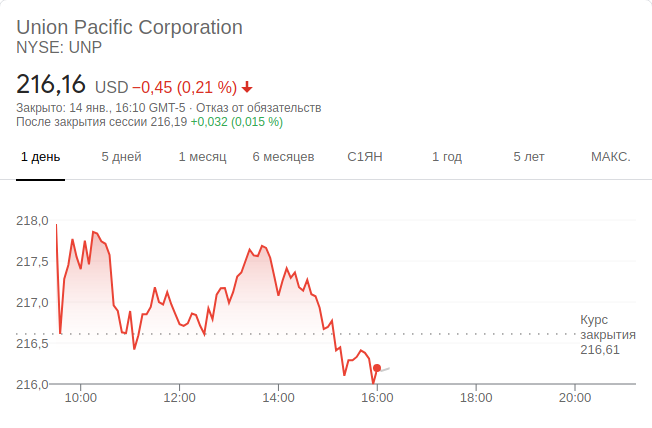 Union Pacific Corporation
NYSE: UNP
216,16 USD −0,45 (0,21 %)
Закрыто: 14 янв., 16:10 GMT-5 · Отказ от обязательств
После закрытия сессии 216,19 +0,032 (0,015 %)
1 день 5 дней 1 месяц 6 месяцев С1ЯН 1 год 5 лет МАКС.
218,0
217,5
217,0
216,5
216,0
Курс
закрытия
216,61
10:00 12:00 14:00 16:00 18:00 20:00